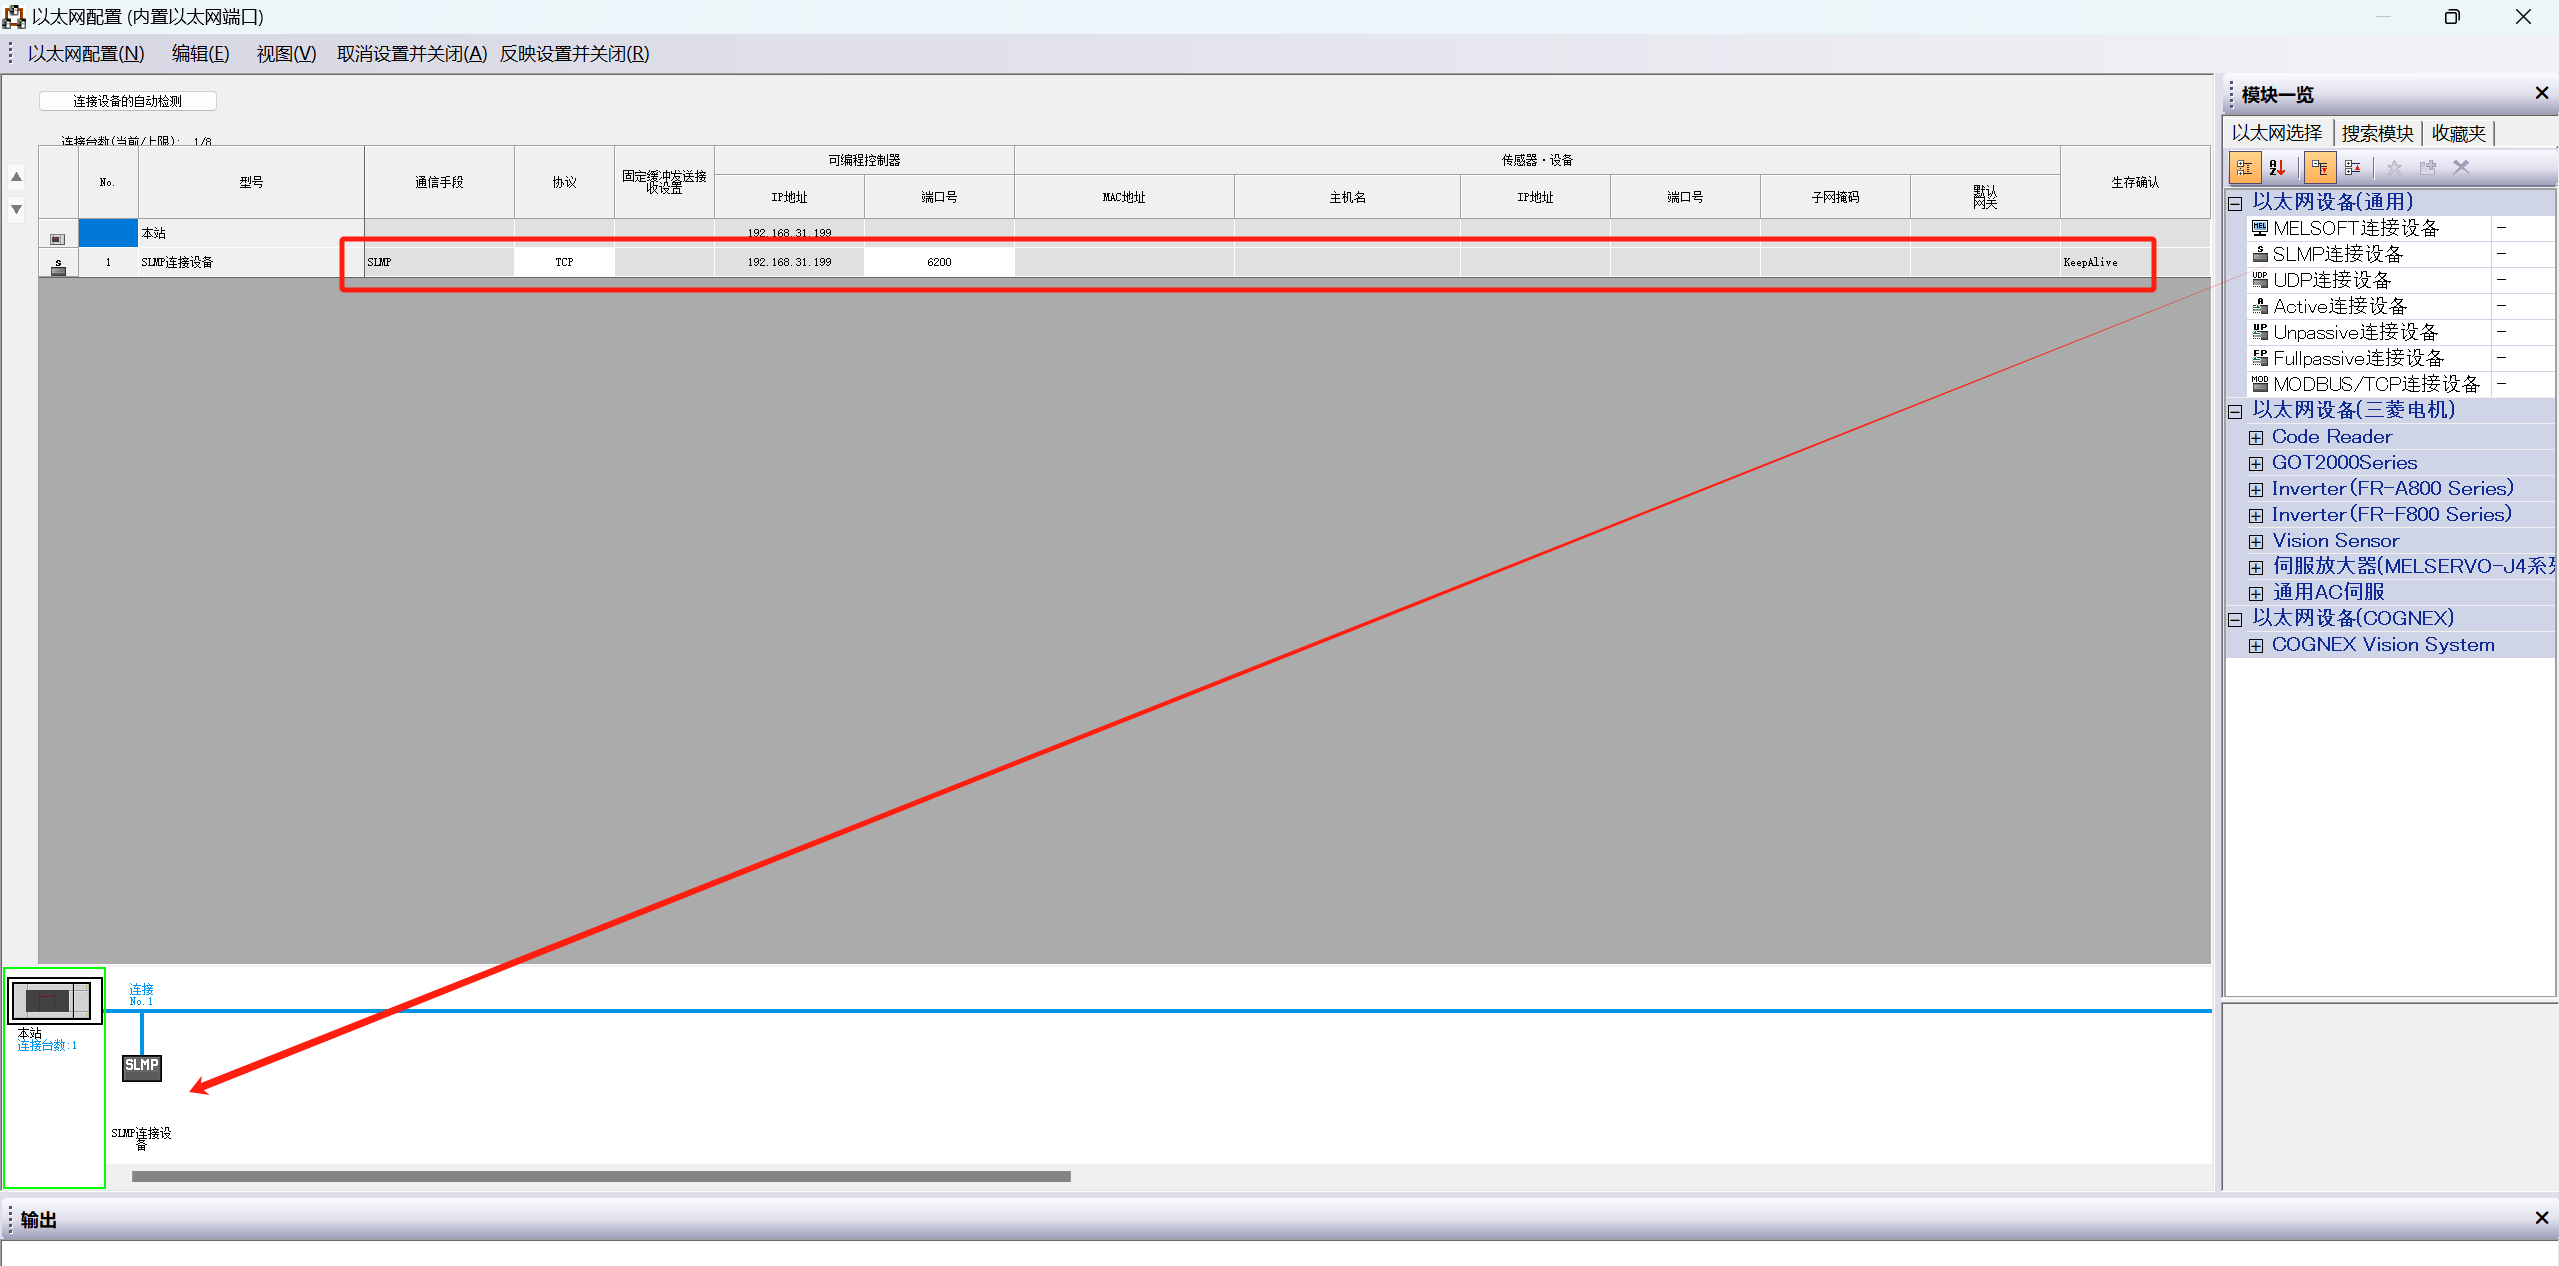 以太网配置 (内置以太网端口)
以太网配置(N) 编辑(E) 视图(V) 取消设置并关闭(A) 反映设置并关闭(R)
连接设备的自动检测
连接台数(当前/上限): 1/8
No. 型号 通信手段 协议 固定缓冲发送接收设置 可编程控制器 传感器·设备 生存确认
IP地址 端口号 MAC地址 主机名 IP地址 端口号 子网掩码 默认网关
本站 192.168.31.199
1 SLMP连接设备 SLMP TCP 192.168.31.199 6200 KeepAlive
连接
No.1
本站
连接台数:1
SLMP
SLMP连接设
备
输出
模块一览
以太网选择 搜索模块 收藏夹
以太网设备(通用)
MELSOFT连接设备 -
SLMP连接设备 -
UDP连接设备 -
Active连接设备 -
Unpassive连接设备 -
Fullpassive连接设备 -
MODBUS/TCP连接设备 -
以太网设备(三菱电机)
Code Reader
GOT2000Series
Inverter(FR-A800 Series)
Inverter(FR-F800 Series)
Vision Sensor
伺服放大器(MELSERVO-J4系列
通用AC伺服
以太网设备(COGNEX)
COGNEX Vision System